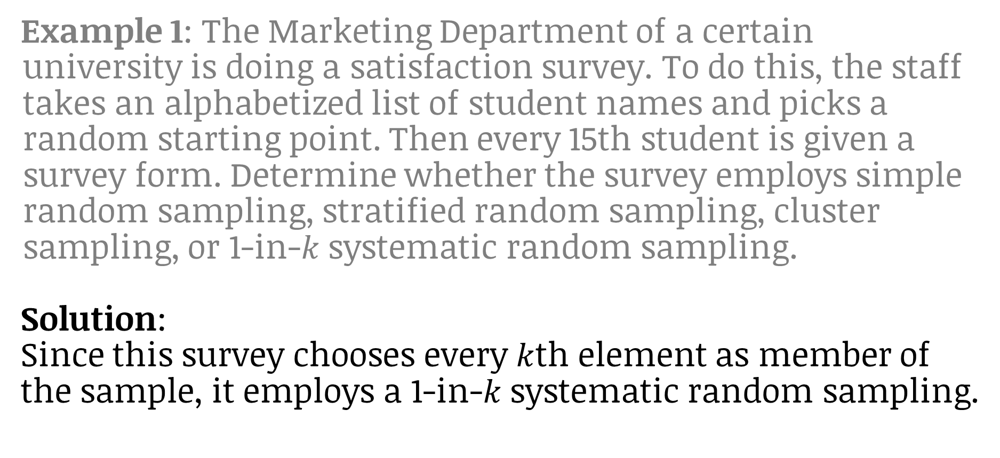 Example 1: The Marketing Department of a certain
university is doing a satisfaction survey. To do this, the staff
takes an alphabetized list of student names and picks a
random starting point. Then every 15th student is given a
survey form. Determine whether the survey employs simple
random sampling, stratified random sampling, cluster
sampling, or 1-in-k systematic random sampling.
Solution:
Since this survey chooses every kth element as member of
the sample, it employs a 1-in-k systematic random sampling.